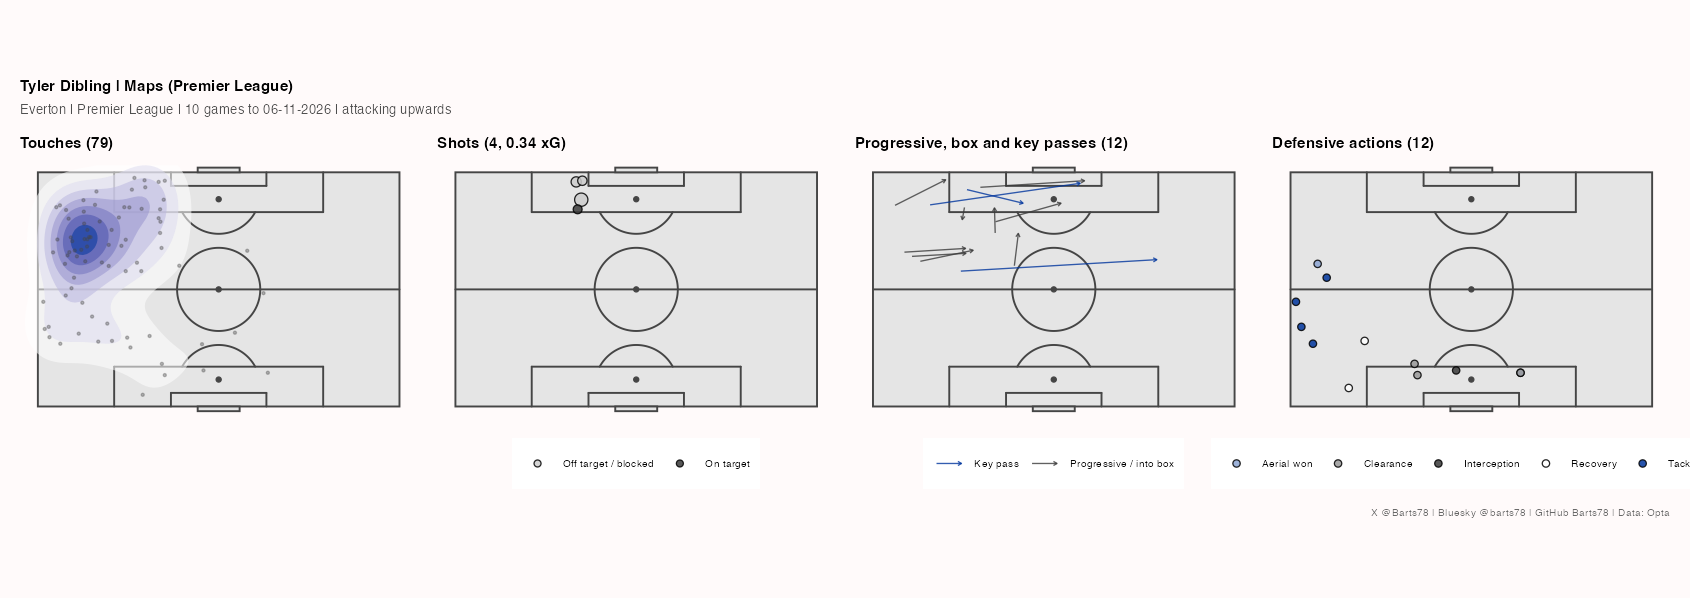 Tyler Dibling | Maps (Premier League)
Everton | Premier League | 10 games to 06-11-2026 | attacking upwards
Touches (79)
Shots (4, 0.34 xG)
Progressive, box and key passes (12)
Defensive actions (12)
Off target / blocked
On target
Key pass
Progressive / into box
Aerial won
Clearance
Interception
Recovery
Tack
X @Barts78 | Bluesky @barts78 | GitHub Barts78 | Data: Opta